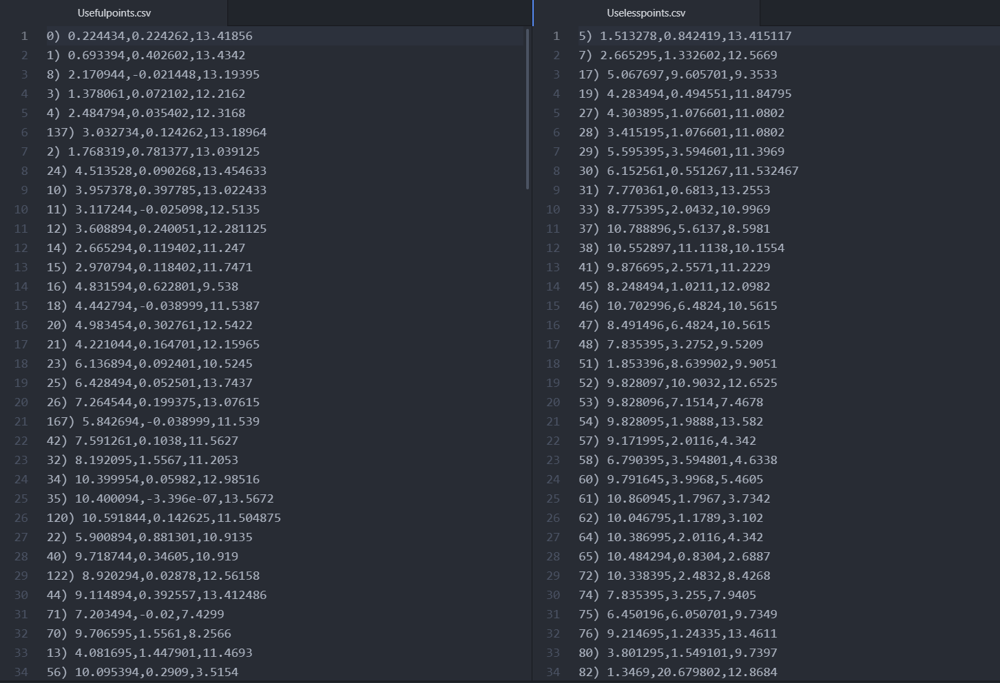 Usefulpoints.csv
1 0) 0.224434,0.224262,13.41856
2 1) 0.693394,0.402602,13.4342
3 8) 2.170944,-0.021448,13.19395
4 3) 1.378061,0.072102,12.2162
5 4) 2.484794,0.035402,12.3168
6 137) 3.032734,0.124262,13.18964
7 2) 1.768319,0.781377,13.039125
8 24) 4.513528,0.090268,13.454633
9 10) 3.957378,0.397785,13.022433
10 11) 3.117244,-0.025098,12.5135
11 12) 3.608894,0.240051,12.281125
12 14) 2.665294,0.119402,11.247
13 15) 2.970794,0.118402,11.7471
14 16) 4.831594,0.622801,9.538
15 18) 4.442794,-0.038999,11.5387
16 20) 4.983454,0.302761,12.5422
17 21) 4.221044,0.164701,12.15965
18 23) 6.136894,0.092401,10.5245
19 25) 6.428494,0.052501,13.7437
20 26) 7.264544,0.199375,13.07615
21 167) 5.842694,-0.038999,11.539
22 42) 7.591261,0.1038,11.5627
23 32) 8.192095,1.5567,11.2053
24 34) 10.399954,0.05982,12.98516
25 35) 10.400094,-3.396e-07,13.5672
26 120) 10.591844,0.142625,11.504875
27 22) 5.900894,0.881301,10.9135
28 40) 9.718744,0.34605,10.919
29 122) 8.920294,0.02878,12.56158
30 44) 9.114894,0.392557,13.412486
31 71) 7.203494,-0.02,7.4299
32 70) 9.706595,1.5561,8.2566
33 13) 4.081695,1.447901,11.4693
34 56) 10.095394,0.2909,3.5154
Uselesspoints.csv
1 5) 1.513278,0.842419,13.415117
2 7) 2.665295,1.332602,12.5669
3 17) 5.067697,9.605701,9.3533
4 19) 4.283494,0.494551,11.84795
5 27) 4.303895,1.076601,11.0802
6 28) 3.415195,1.076601,11.0802
7 29) 5.595395,3.594601,11.3969
8 30) 6.152561,0.551267,11.532467
9 31) 7.770361,0.6813,13.2553
10 33) 8.775395,2.0432,10.9969
11 37) 10.788896,5.6137,8.5981
12 38) 10.552897,11.1138,10.1554
13 41) 9.876695,2.5571,11.2229
14 45) 8.248494,1.0211,12.0982
15 46) 10.702996,6.4824,10.5615
16 47) 8.491496,6.4824,10.5615
17 48) 7.835395,3.2752,9.5209
18 51) 1.853396,8.639902,9.9051
19 52) 9.828097,10.9032,12.6525
20 53) 9.828096,7.1514,7.4678
21 54) 9.828095,1.9888,13.582
22 57) 9.171995,2.0116,4.342
23 58) 6.790395,3.594801,4.6338
24 60) 9.791645,3.9968,5.4605
25 61) 10.860945,1.7967,3.7342
26 62) 10.046795,1.1789,3.102
27 64) 10.386995,2.0116,4.342
28 65) 10.484294,0.8304,2.6887
29 72) 10.338395,2.4832,8.4268
30 74) 7.835395,3.255,7.9405
31 75) 6.450196,6.050701,9.7349
32 76) 9.214695,1.24335,13.4611
33 80) 3.801295,1.549101,9.7397
34 82) 1.3469,20.679802,12.8684